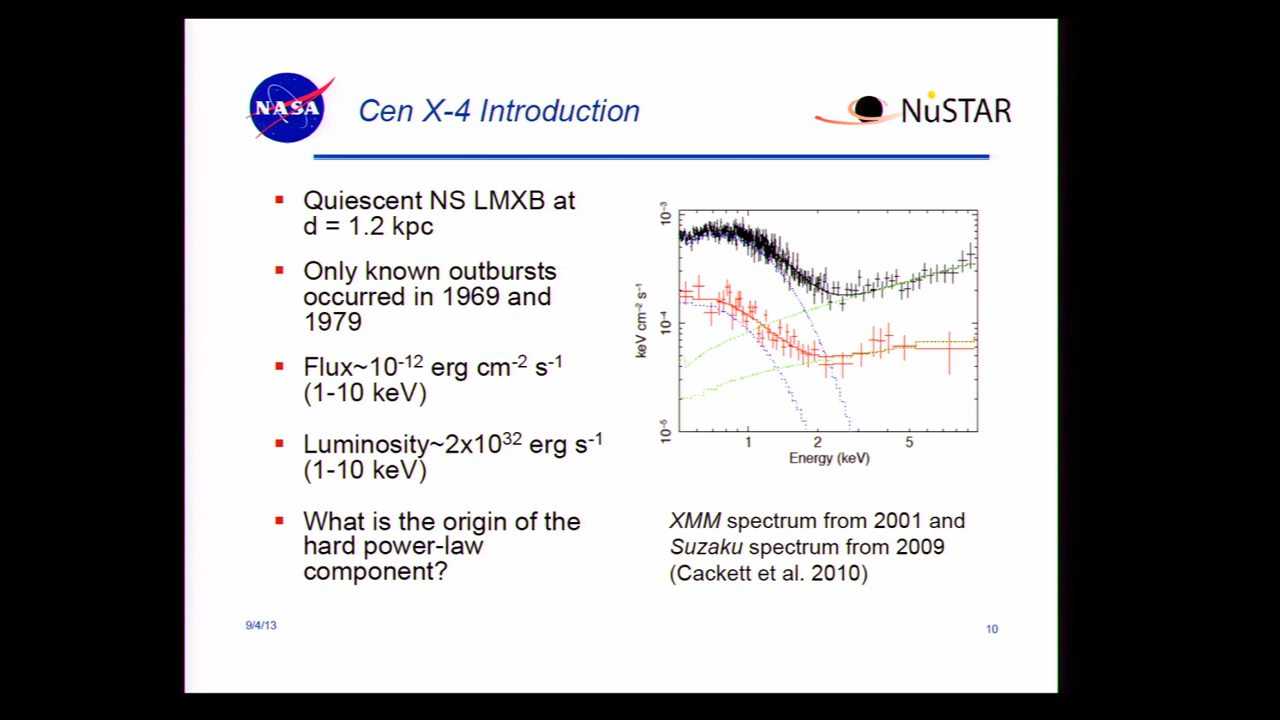 NASA
Cen X-4 Introduction
NuSTAR
▪ Quiescent NS LMXB at
d = 1.2 kpc
▪ Only known outbursts
occurred in 1969 and
1979
▪ Flux~10⁻¹² erg cm⁻² s⁻¹
(1-10 keV)
▪ Luminosity~2x10³² erg s⁻¹
(1-10 keV)
▪ What is the origin of the
hard power-law
component?
keV cm⁻² s⁻¹
10⁻³
10⁻⁴
10⁻⁵
1 2 5
Energy (keV)
XMM spectrum from 2001 and
Suzaku spectrum from 2009
(Cackett et al. 2010)
9/4/13
10